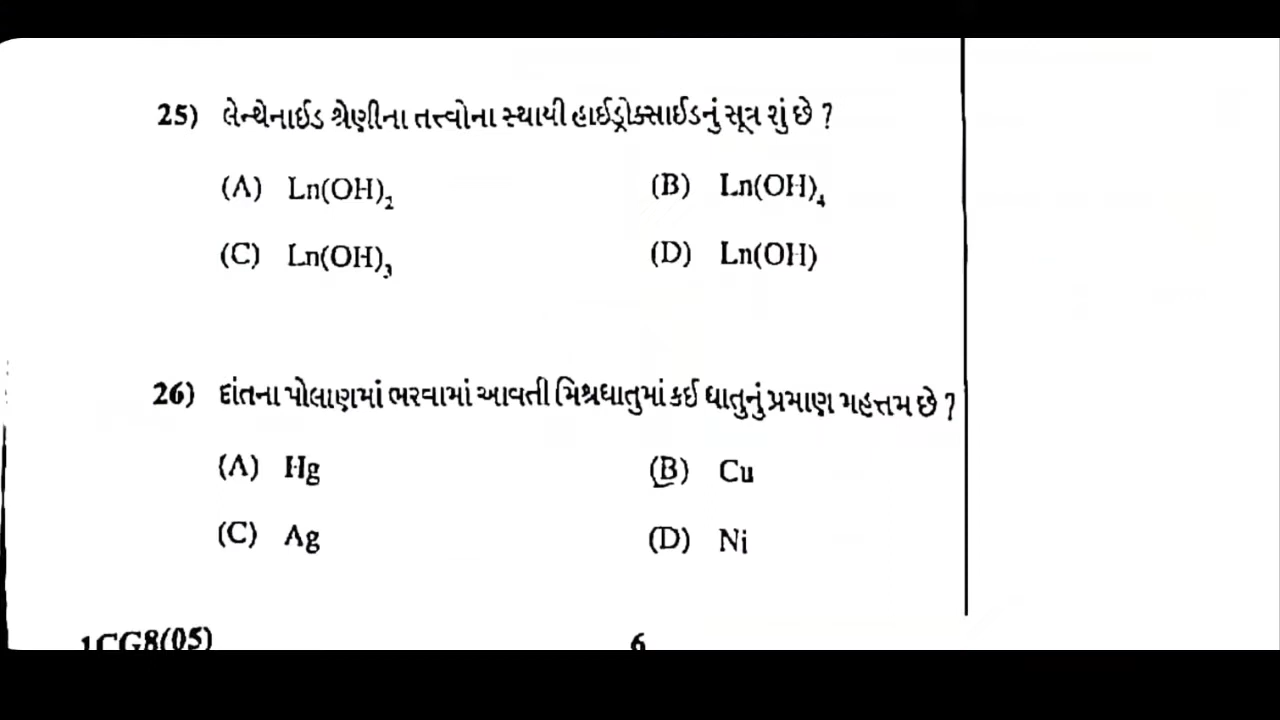 25) લેન્થેનાઈડ શ્રેણીના તત્ત્વોના સ્થાયી હાઈડ્રોક્સાઈડનું સૂત્ર શું છે ?
(A) Ln(OH)₂ (B) Ln(OH)₄
(C) Ln(OH)₃ (D) Ln(OH)
26) દાંતના પોલાણમાં ભરવામાં આવતી મિશ્રધાતુમાં કઈ ધાતુનું પ્રમાણ મહત્તમ છે ?
(A) Hg (B) Cu
(C) Ag (D) Ni
1CG8(05) 6